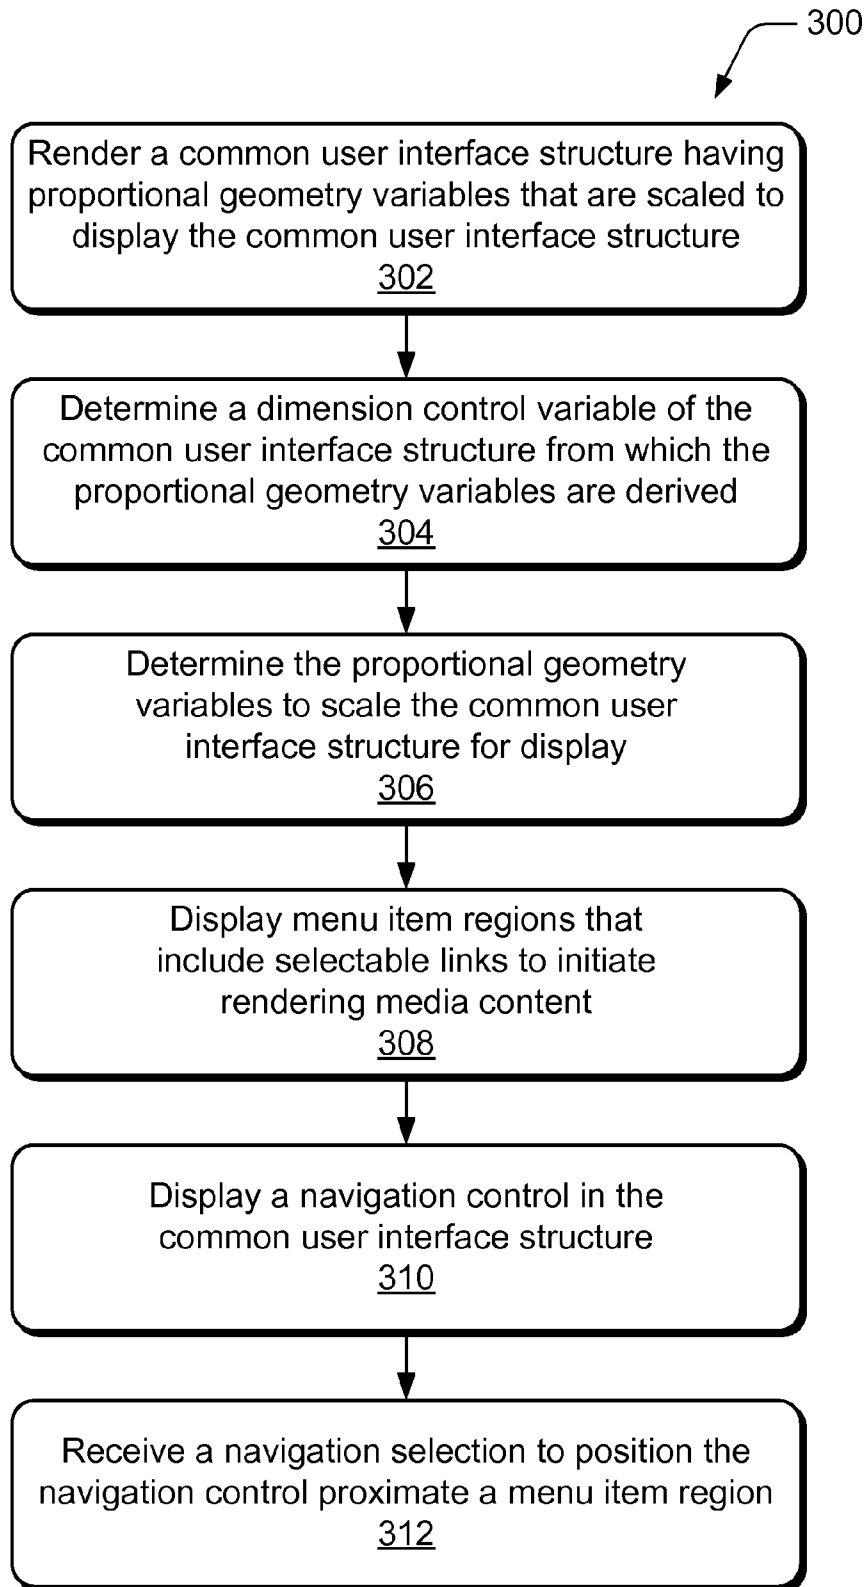 300
Render a common user interface structure having
proportional geometry variables that are scaled to
display the common user interface structure
302
Determine a dimension control variable of the
common user interface structure from which the
proportional geometry variables are derived
304
Determine the proportional geometry
variables to scale the common user
interface structure for display
306
Display menu item regions that
include selectable links to initiate
rendering media content
308
Display a navigation control in the
common user interface structure
310
Receive a navigation selection to position the
navigation control proximate a menu item region
312